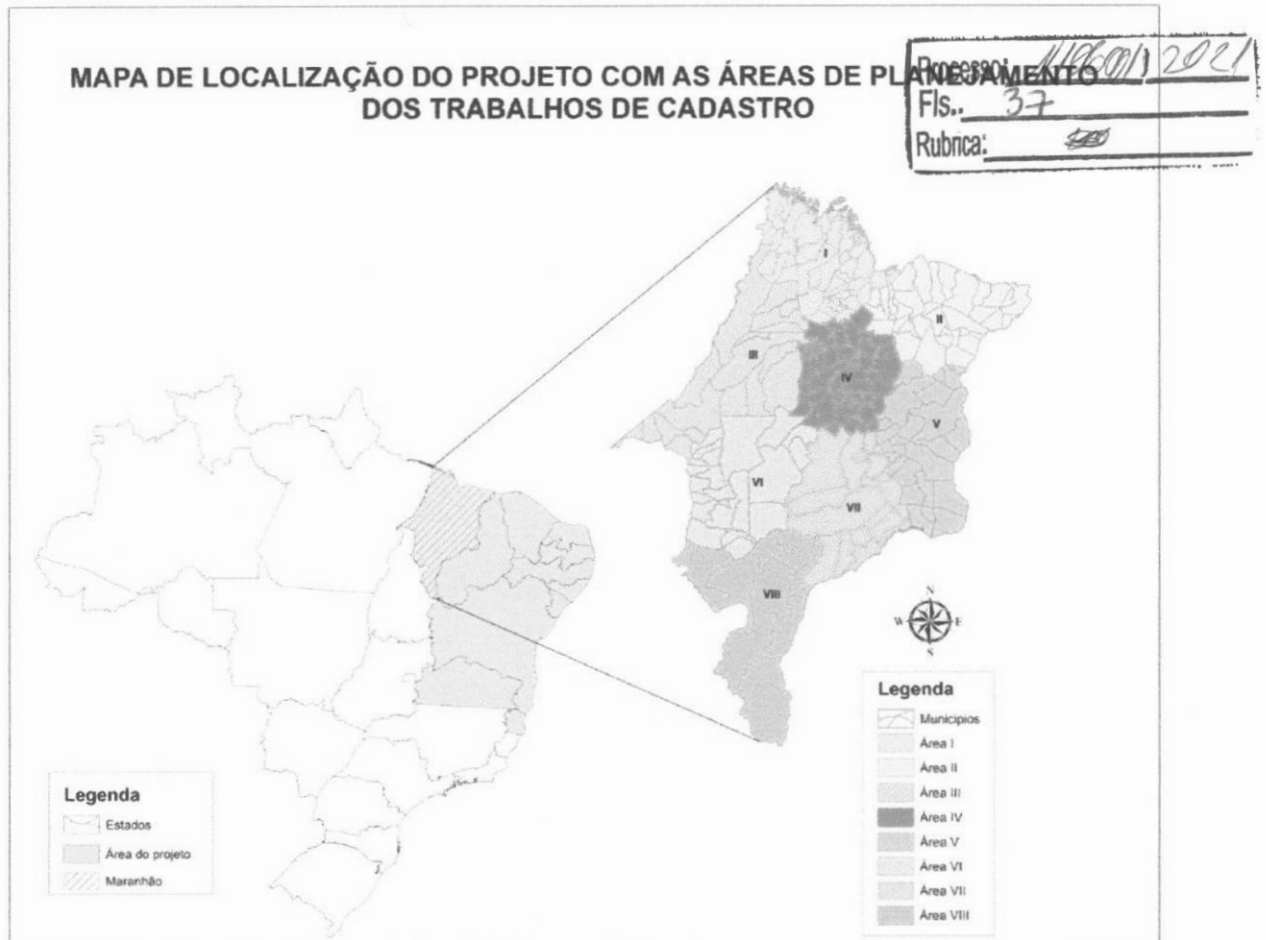 MAPA DE LOCALIZAÇÃO DO PROJETO COM AS ÁREAS DE PLANEJAMENTO
DOS TRABALHOS DE CADASTRO
Processo: 2021
Fls.. 37
Rubrica:
I
II
III
IV
V
VI
VII
VIII
N
W E
S
Legenda
Municípios
Área I
Área II
Área III
Área IV
Área V
Área VI
Área VII
Área VIII
Legenda
Estados
Área do projeto
Maranhão